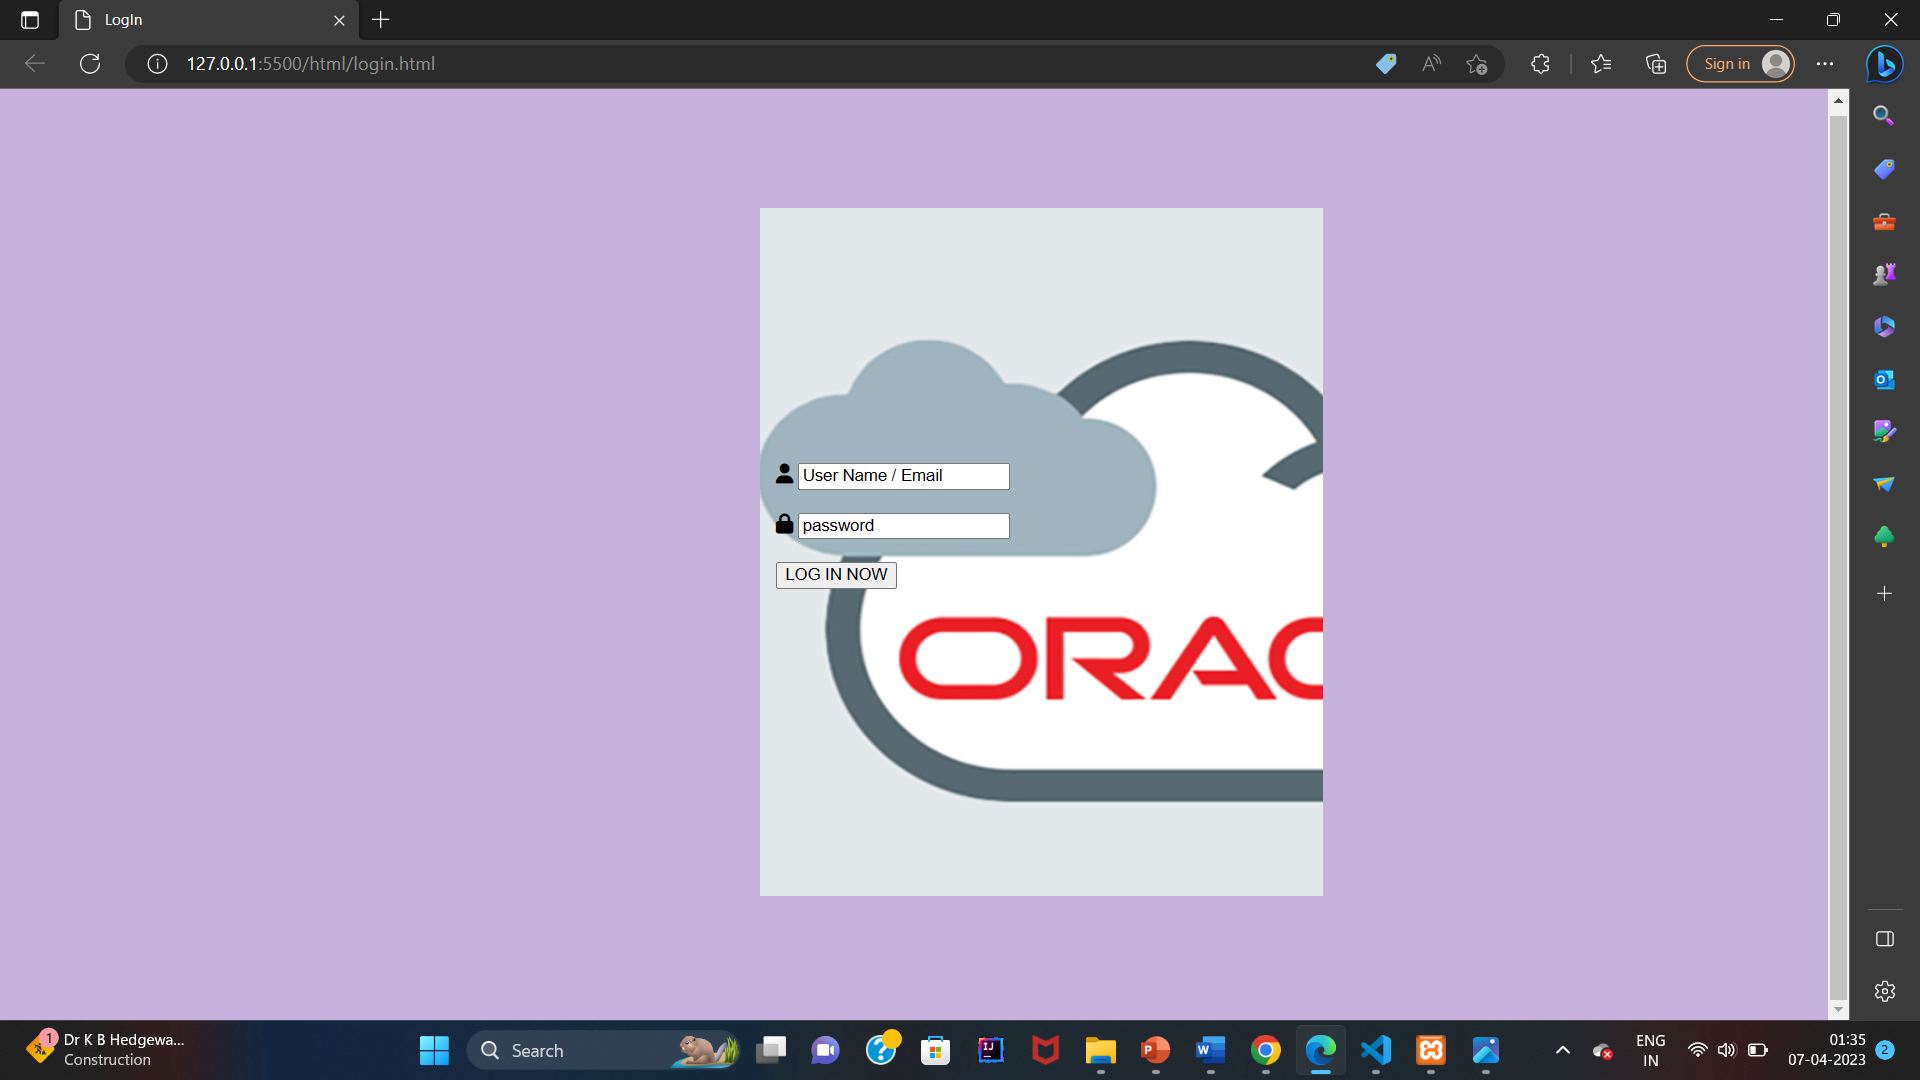 LogIn
127.0.0.1:5500/html/login.html
Sign in
User Name / Email
password
LOG IN NOW
ORAC
1
Dr K B Hedgewa...
Construction
Search
ENG
IN
01:35
07-04-2023
2